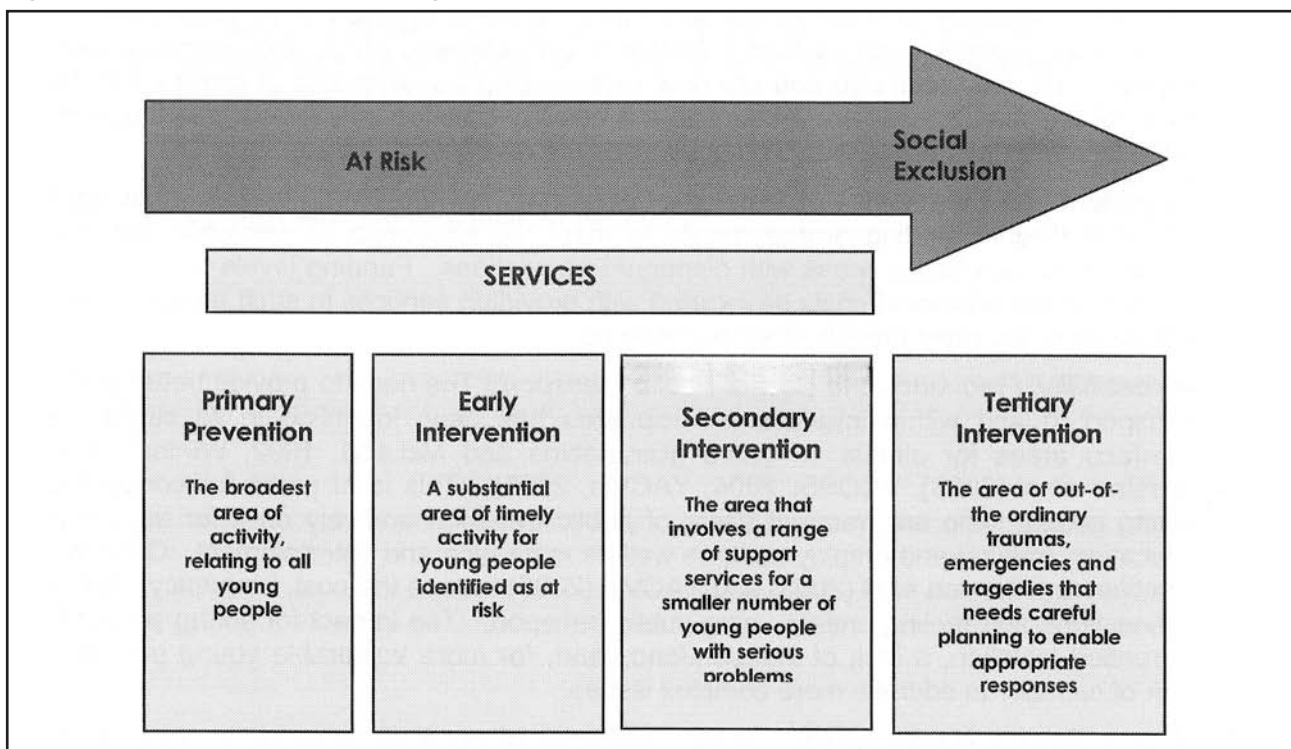 At Risk
Social
Exclusion
SERVICES
Primary
Prevention
The broadest
area of
activity,
relating to all
young
people
Early
Intervention
A substantial
area of timely
activity for
young people
identified as at
risk
Secondary
Intervention
The area that
involves a range
of support
services for a
smaller number of
young people
with serious
problems
Tertiary
Intervention
The area of out-of-
the ordinary
traumas,
emergencies and
tragedies that
needs careful
planning to enable
appropriate
responses